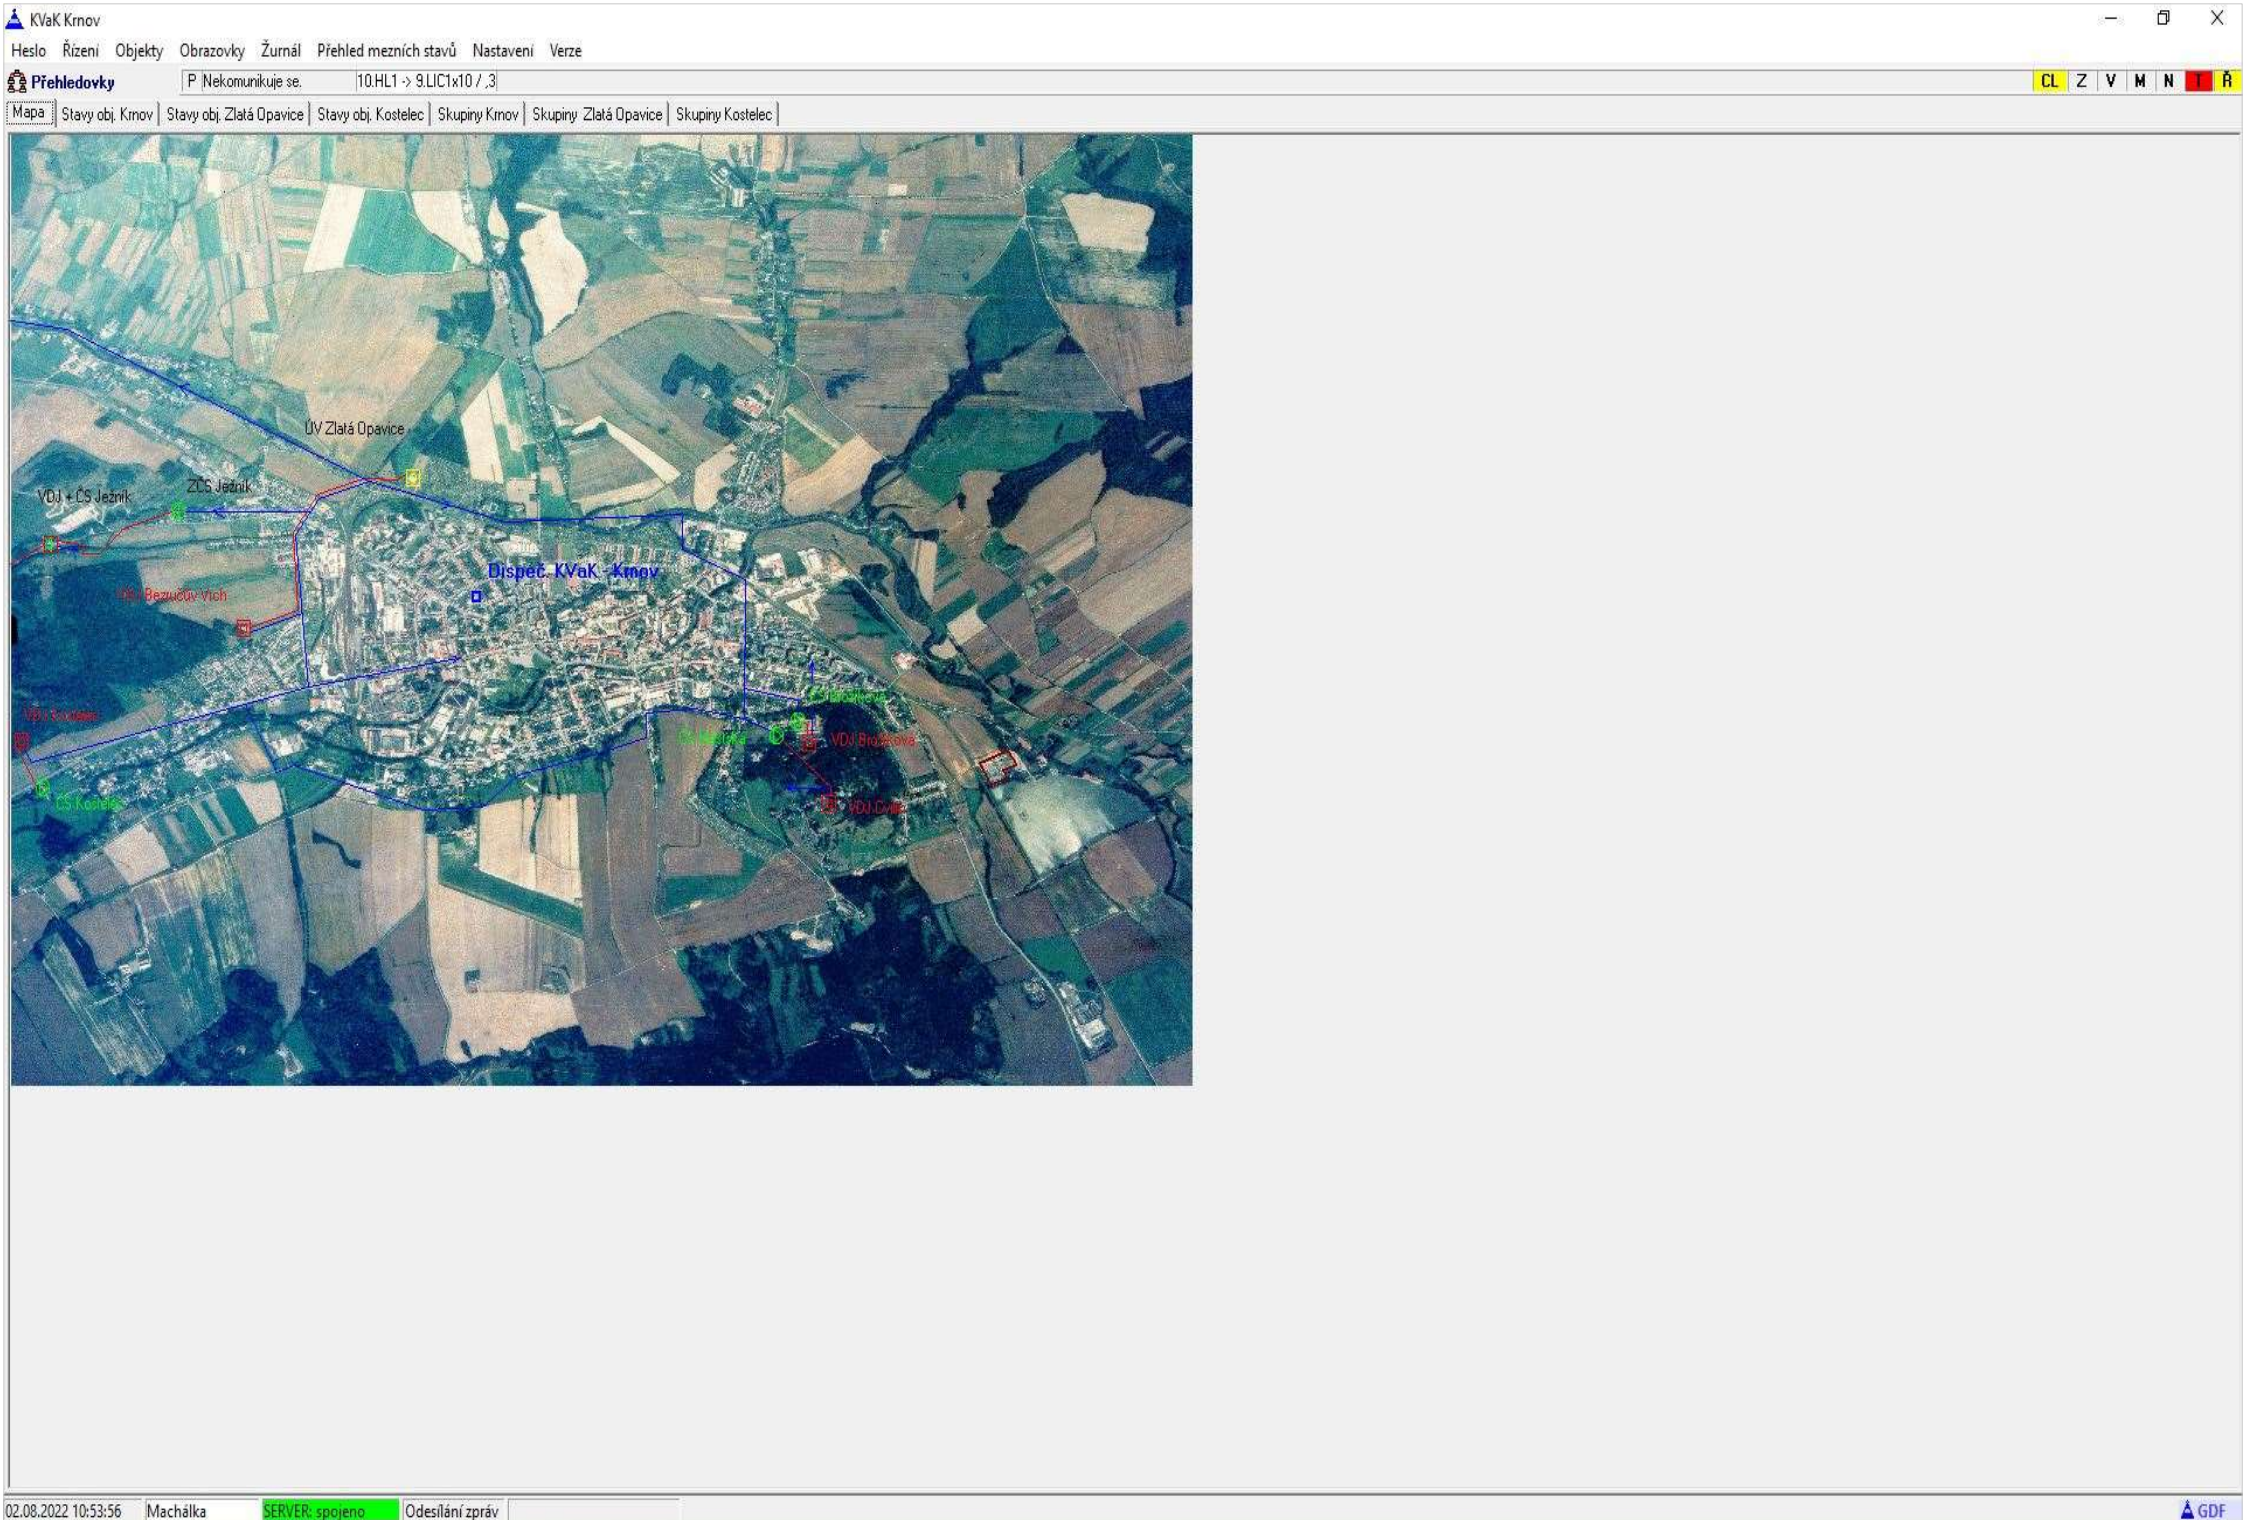 KVaK Krnov
Heslo Řízení Objekty Obrazovky Žurnál Přehled mezních stavů Nastavení Verze
Přehledovky P Nekomunikuje se. 10.HL1 -> 9.LIC1x10 / ,3 CL Z V M N T Ř
Mapa Stavy obj. Krnov Stavy obj. Zlatá Opavice Stavy obj. Kostelec Skupiny Krnov Skupiny Zlatá Opavice Skupiny Kostelec
ÚV Zlatá Opavice
ZČS Ježník
VDJ + ČS Ježník
Dispeč. KVaK - Krnov
VDJ Bezručův vrch
VDJ Kostelec
ČS Kostelec
VDJ Brožkova
VDJ Cvilín
02.08.2022 10:53:56 Machálka SERVER: spojeno Odesílání zpráv GDF